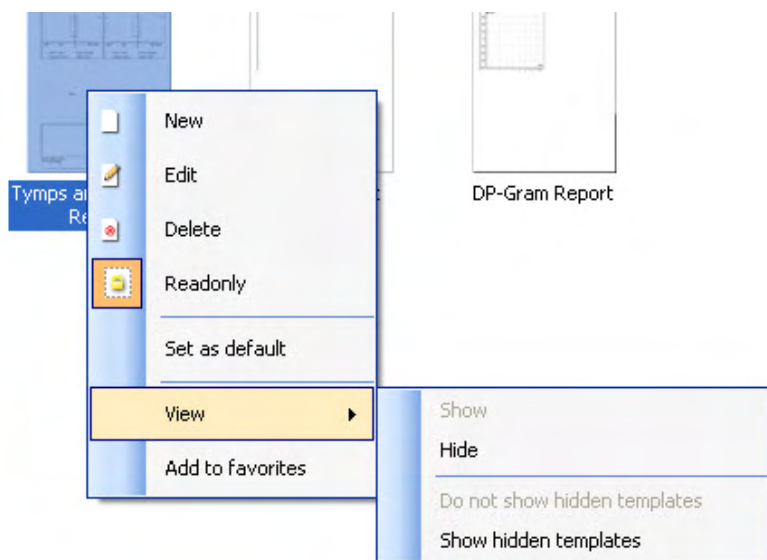 Tymps a
Re
DP-Gram Report
New
Edit
Delete
Readonly
Set as default
View
Add to favorites
Show
Hide
Do not show hidden templates
Show hidden templates